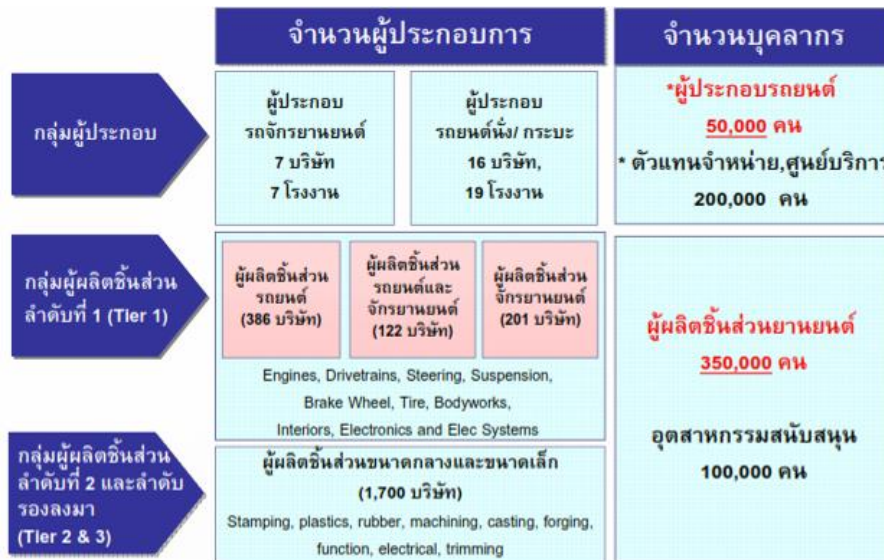 จำนวนผู้ประกอบการ
จำนวนบุคลากร
กลุ่มผู้ประกอบ
ผู้ประกอบ
รถจักรยานยนต์
7 บริษัท
7 โรงงาน
ผู้ประกอบ
รถยนต์นั่ง/ กระบะ
16 บริษัท,
19 โรงงาน
*ผู้ประกอบรถยนต์
50,000 คน
* ตัวแทนจำหน่าย,ศูนย์บริการ
200,000 คน
กลุ่มผู้ผลิตชิ้นส่วน
ลำดับที่ 1 (Tier 1)
ผู้ผลิตชิ้นส่วน
รถยนต์
(386 บริษัท)
ผู้ผลิตชิ้นส่วน
รถยนต์และ
จักรยานยนต์
(122 บริษัท)
ผู้ผลิตชิ้นส่วน
จักรยานยนต์
(201 บริษัท)
Engines, Drivetrains, Steering, Suspension,
Brake Wheel, Tire, Bodyworks,
Interiors, Electronics and Elec Systems
ผู้ผลิตชิ้นส่วนยานยนต์
350,000 คน
อุตสาหกรรมสนับสนุน
100,000 คน
กลุ่มผู้ผลิตชิ้นส่วน
ลำดับที่ 2 และลำดับ
รองลงมา
(Tier 2 & 3)
ผู้ผลิตชิ้นส่วนขนาดกลางและขนาดเล็ก
(1,700 บริษัท)
Stamping, plastics, rubber, machining, casting, forging,
function, electrical, trimming